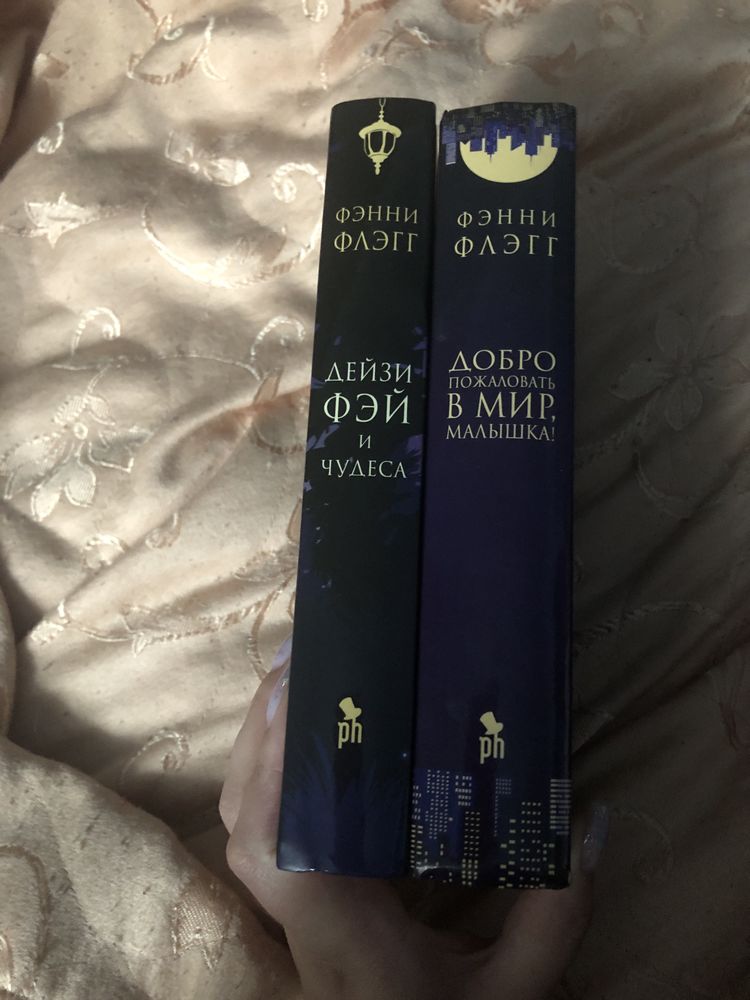 ФЭННИ
ФЛЭГГ
ДЕЙЗИ
ФЭЙ
И
ЧУДЕСА
ph
ФЭННИ
ФЛЭГГ
ДОБРО
ПОЖАЛОВАТЬ
В МИР,
МАЛЫШКА!
ph